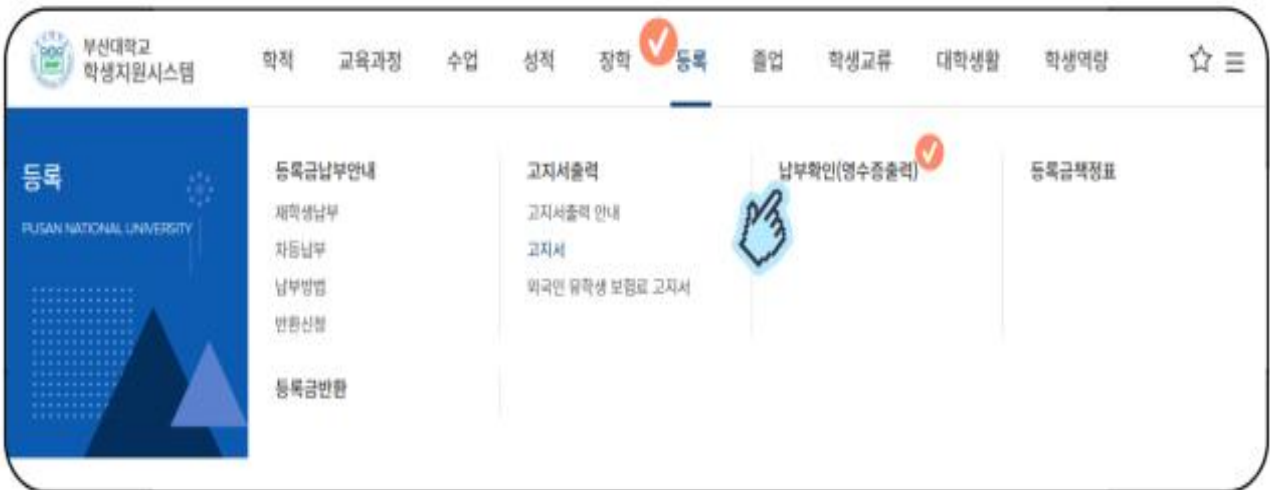 부산대학교
학생지원시스템
학적 교육과정 수업 성적 장학 등록 졸업 학생교류 대학생활 학생역량
등록
PUSAN NATIONAL UNIVERSITY
등록금납부안내
재학생납부
차등납부
납부방법
반환신청
등록금반환
고지서출력
고지서출력 안내
고지서
외국인 유학생 보험료 고지서
납부확인(영수증출력)
등록금책정표